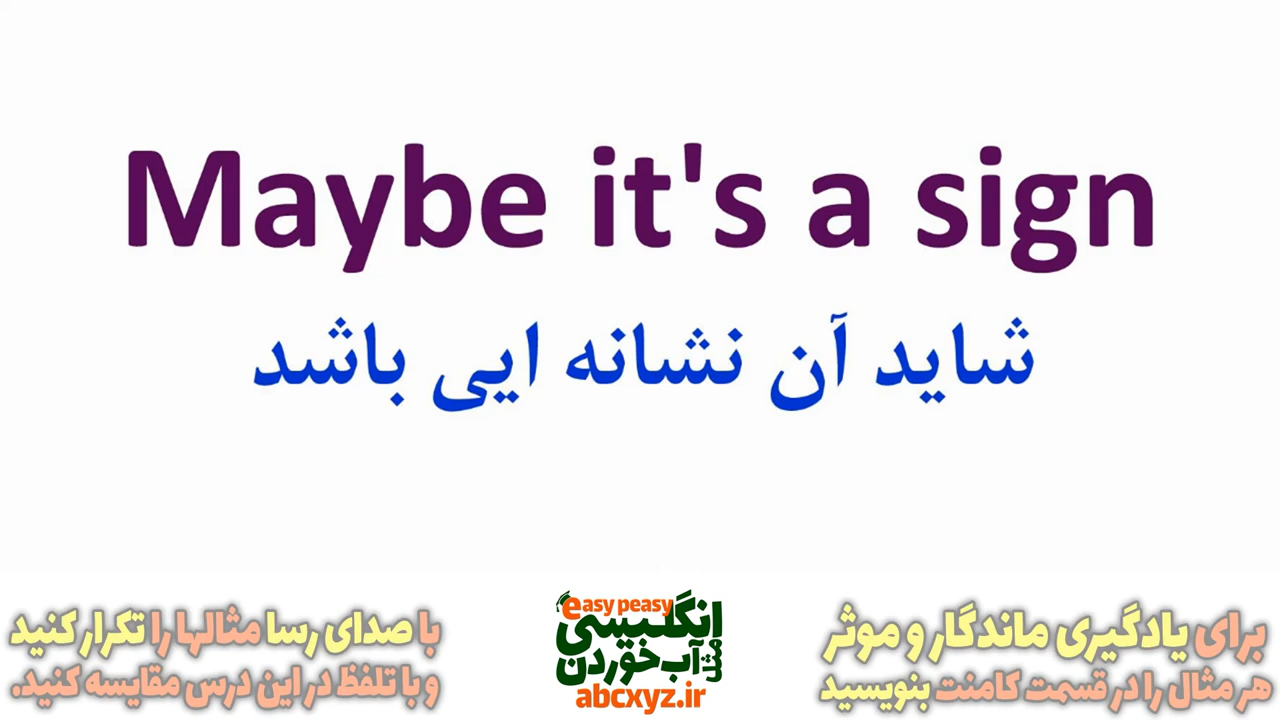 Maybe it's a sign
شاید آن نشانه ایی باشد
برای یادگیری ماندگار و موثر
هر مثال را در قسمت کامنت بنویسید
easy peasy
انگلیسی
مثل آب خوردن
abcxyz.ir
با صدای رسا مثالها را تکرار کنید
و با تلفظ در این درس مقایسه کنید.